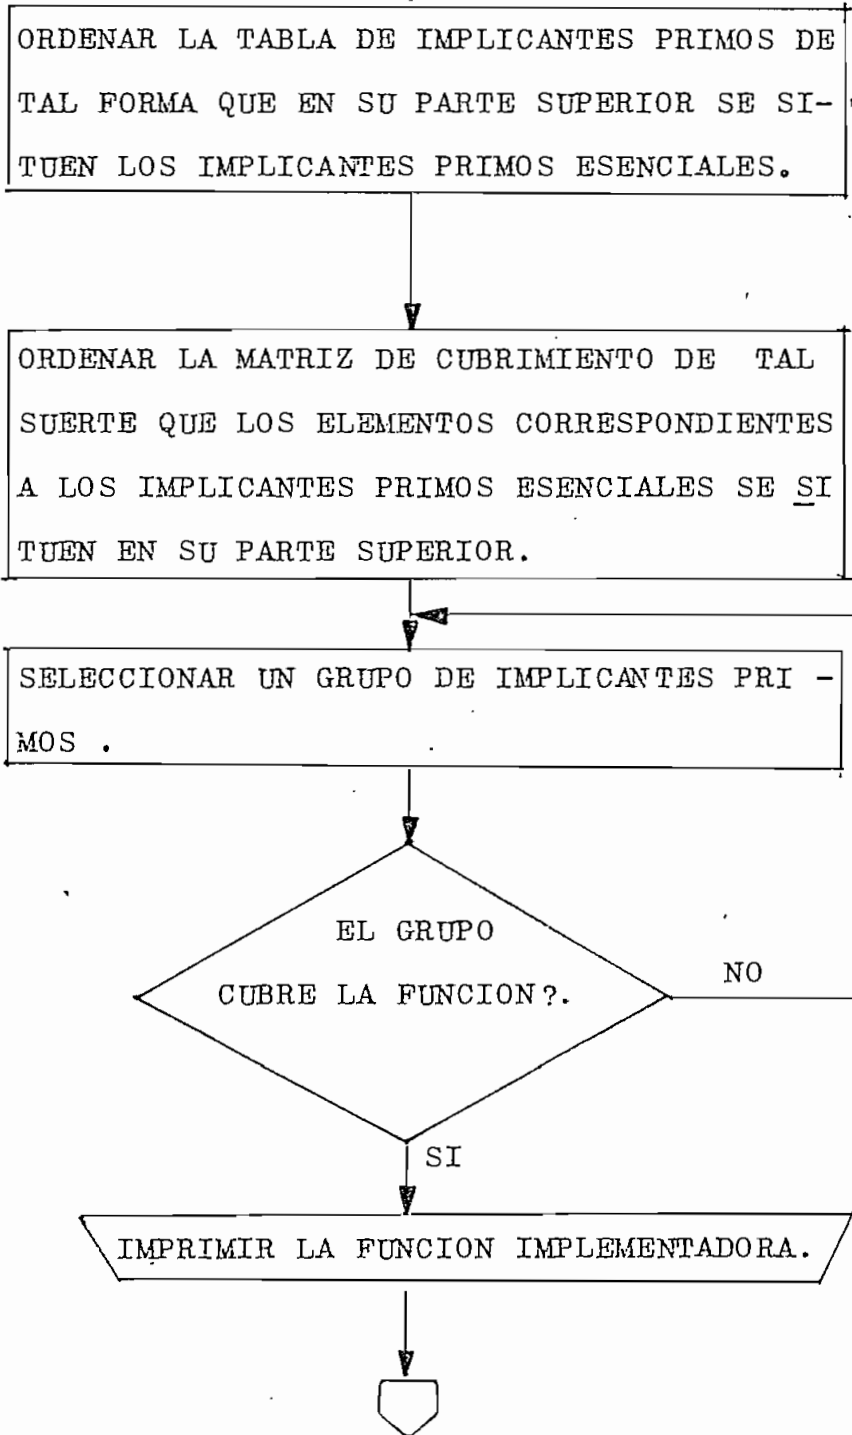 ORDENAR LA TABLA DE IMPLICANTES PRIMOS DE
TAL FORMA QUE EN SU PARTE SUPERIOR SE SI-
TUEN LOS IMPLICANTES PRIMOS ESENCIALES.
ORDENAR LA MATRIZ DE CUBRIMIENTO DE TAL
SUERTE QUE LOS ELEMENTOS CORRESPONDIENTES
A LOS IMPLICANTES PRIMOS ESENCIALES SE SI
TUEN EN SU PARTE SUPERIOR.
SELECCIONAR UN GRUPO DE IMPLICANTES PRI -
MOS .
EL GRUPO
CUBRE LA FUNCION?.
NO
SI
IMPRIMIR LA FUNCION IMPLEMENTADORA.